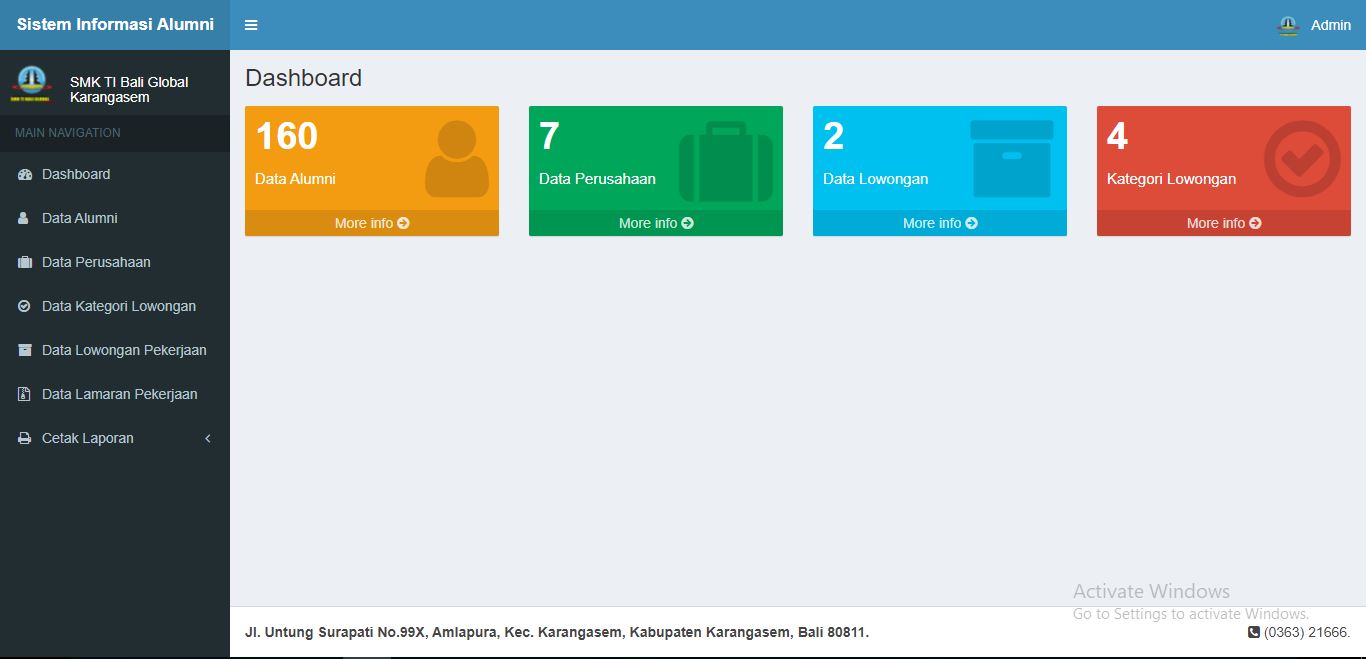 Sistem Informasi Alumni
Admin
SMK TI Bali Global
Karangasem
MAIN NAVIGATION
Dashboard
Data Alumni
Data Perusahaan
Data Kategori Lowongan
Data Lowongan Pekerjaan
Data Lamaran Pekerjaan
Cetak Laporan
Dashboard
160
Data Alumni
More info
7
Data Perusahaan
More info
2
Data Lowongan
More info
4
Kategori Lowongan
More info
Activate Windows
Go to Settings to activate Windows.
Jl. Untung Surapati No.99X, Amlapura, Kec. Karangasem, Kabupaten Karangasem, Bali 80811.
(0363) 21666.